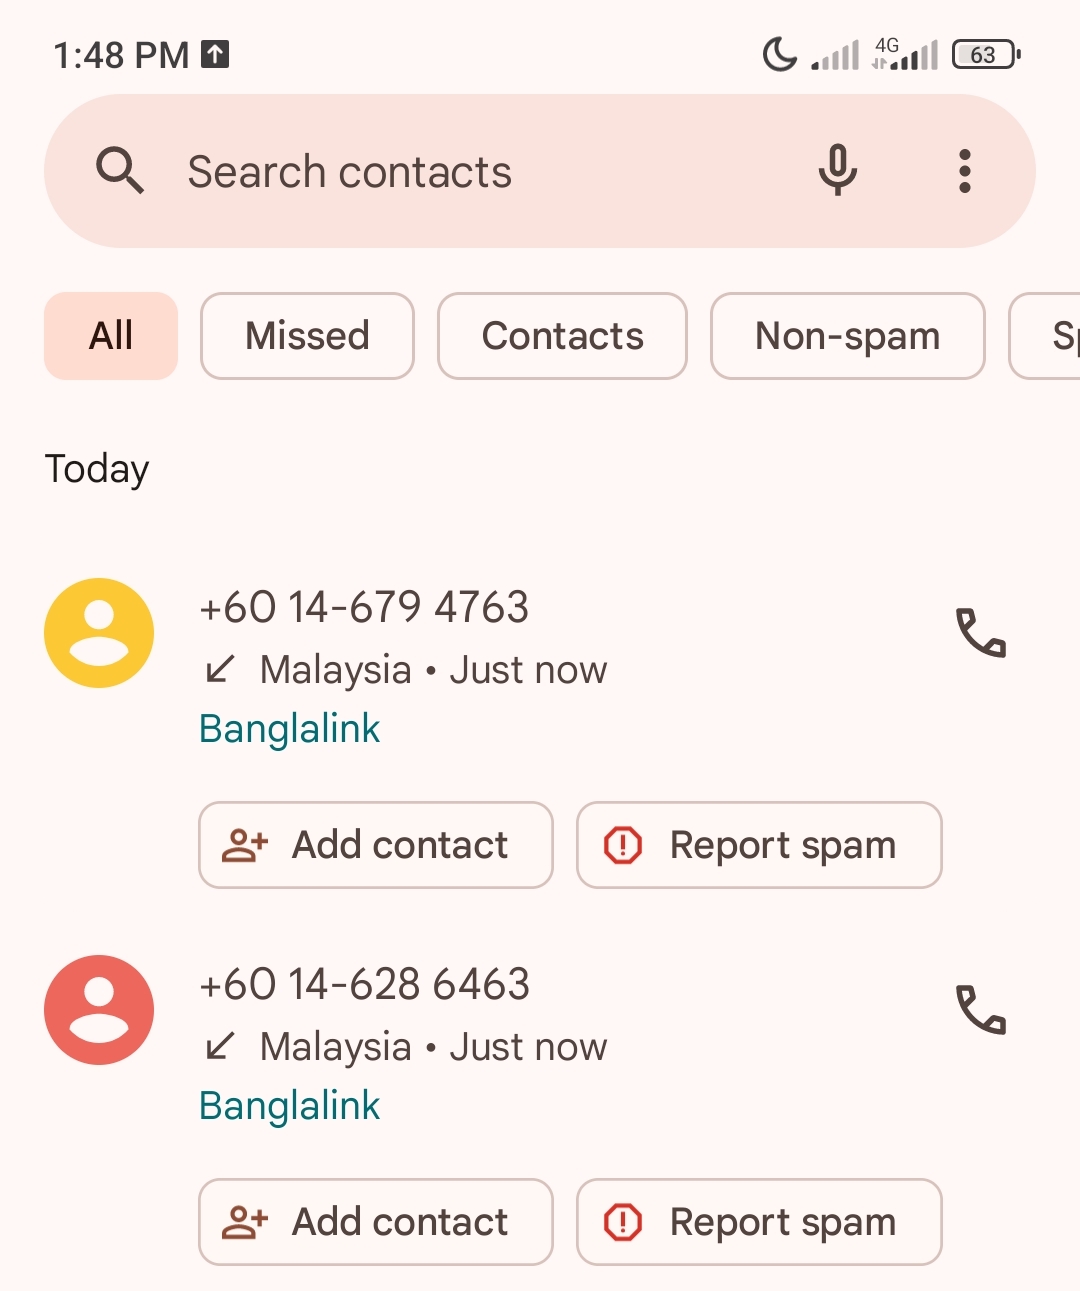 1:48 PM
4G
63
Search contacts
All Missed Contacts Non-spam
Today
+60 14-679 4763
Malaysia • Just now
Banglalink
Add contact Report spam
+60 14-628 6463
Malaysia • Just now
Banglalink
Add contact Report spam